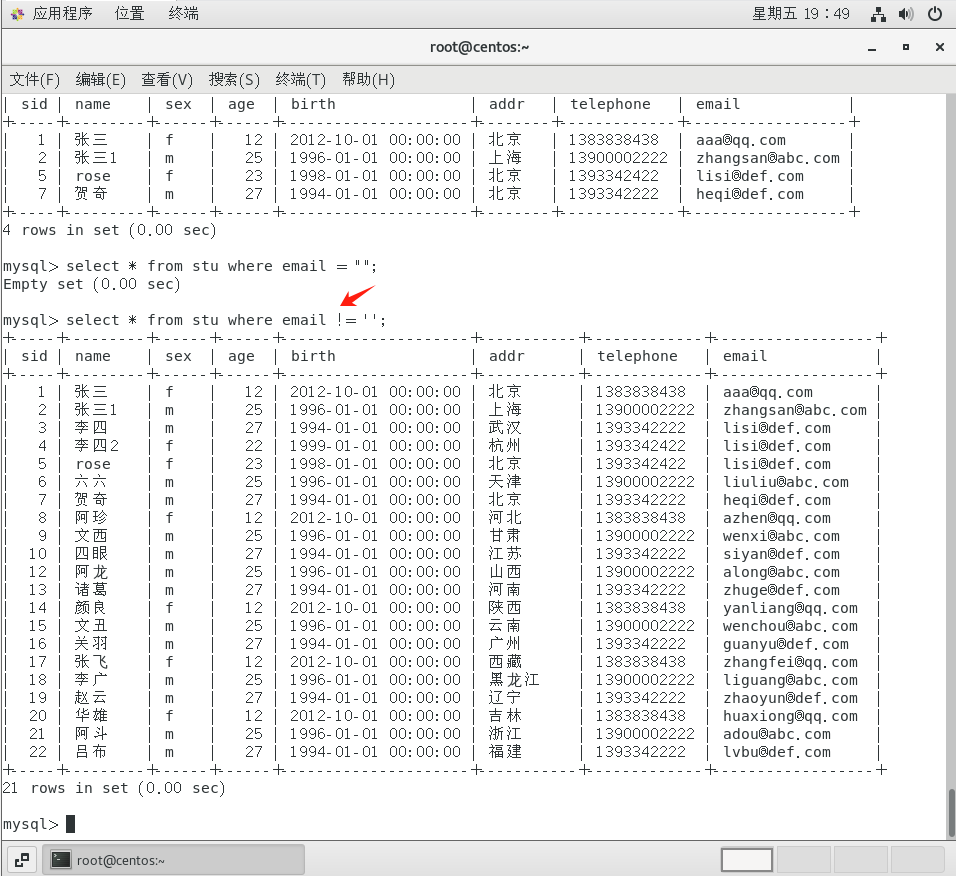 应用程序 位置 终端 星期五 19：49
root@centos:~
文件(F) 编辑(E) 查看(V) 搜索(S) 终端(T) 帮助(H)
| sid | name | sex | age | birth | addr | telephone | email |
| 1 | 张三 | f | 12 | 2012-10-01 00:00:00 | 北京 | 1383838438 | aaa@qq.com |
| 2 | 张三1 | m | 25 | 1996-01-01 00:00:00 | 上海 | 13900002222 | zhangsan@abc.com |
| 5 | rose | f | 23 | 1998-01-01 00:00:00 | 北京 | 1393342422 | lisi@def.com |
| 7 | 贺奇 | m | 27 | 1994-01-01 00:00:00 | 北京 | 1393342222 | heqi@def.com |
4 rows in set (0.00 sec)
mysql> select * from stu where email = "";
Empty set (0.00 sec)
mysql> select * from stu where email != '';
| sid | name | sex | age | birth | addr | telephone | email |
| 1 | 张三 | f | 12 | 2012-10-01 00:00:00 | 北京 | 1383838438 | aaa@qq.com |
| 2 | 张三1 | m | 25 | 1996-01-01 00:00:00 | 上海 | 13900002222 | zhangsan@abc.com |
| 3 | 李四 | m | 27 | 1994-01-01 00:00:00 | 武汉 | 1393342222 | lisi@def.com |
| 4 | 李四2 | f | 22 | 1999-01-01 00:00:00 | 杭州 | 1393342422 | lisi@def.com |
| 5 | rose | f | 23 | 1998-01-01 00:00:00 | 北京 | 1393342422 | lisi@def.com |
| 6 | 六六 | m | 25 | 1996-01-01 00:00:00 | 天津 | 13900002222 | liuliu@abc.com |
| 7 | 贺奇 | m | 27 | 1994-01-01 00:00:00 | 北京 | 1393342222 | heqi@def.com |
| 8 | 阿珍 | f | 12 | 2012-10-01 00:00:00 | 河北 | 1383838438 | azhen@qq.com |
| 9 | 文西 | m | 25 | 1996-01-01 00:00:00 | 甘肃 | 13900002222 | wenxi@abc.com |
| 10 | 四眼 | m | 27 | 1994-01-01 00:00:00 | 江苏 | 1393342222 | siyan@def.com |
| 12 | 阿龙 | m | 25 | 1996-01-01 00:00:00 | 山西 | 13900002222 | along@abc.com |
| 13 | 诸葛 | m | 27 | 1994-01-01 00:00:00 | 河南 | 1393342222 | zhuge@def.com |
| 14 | 颜良 | f | 12 | 2012-10-01 00:00:00 | 陕西 | 1383838438 | yanliang@qq.com |
| 15 | 文丑 | m | 25 | 1996-01-01 00:00:00 | 云南 | 13900002222 | wenchou@abc.com |
| 16 | 关羽 | m | 27 | 1994-01-01 00:00:00 | 广州 | 1393342222 | guanyu@def.com |
| 17 | 张飞 | f | 12 | 2012-10-01 00:00:00 | 西藏 | 1383838438 | zhangfei@qq.com |
| 18 | 李广 | m | 25 | 1996-01-01 00:00:00 | 黑龙江 | 13900002222 | liguang@abc.com |
| 19 | 赵云 | m | 27 | 1994-01-01 00:00:00 | 辽宁 | 1393342222 | zhaoyun@def.com |
| 20 | 华雄 | f | 12 | 2012-10-01 00:00:00 | 吉林 | 1383838438 | huaxiong@qq.com |
| 21 | 阿斗 | m | 25 | 1996-01-01 00:00:00 | 浙江 | 13900002222 | adou@abc.com |
| 22 | 吕布 | m | 27 | 1994-01-01 00:00:00 | 福建 | 1393342222 | lvbu@def.com |
21 rows in set (0.00 sec)
mysql>
root@centos:~